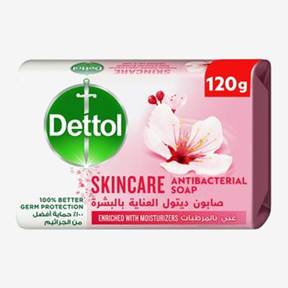 SKINCARE
120g
Dettol
SKINCARE ANTIBACTERIAL SOAP
صابون ديتول العناية بالبشرة
100% BETTER
GERM PROTECTION
١٠٠٪ حماية أفضل
من الجراثيم
ENRICHED WITH MOISTURIZERS غني بالمرطبات